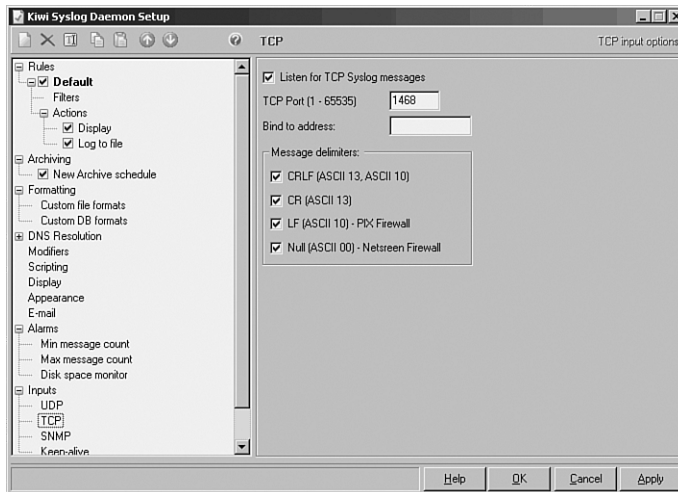 Kiwi Syslog Daemon Setup
TCP
TCP input options
Rules
Default
Filters
Actions
Display
Log to file
Archiving
New Archive schedule
Formatting
Custom file formats
Custom DB formats
DNS Resolution
Modifiers
Scripting
Display
Appearance
E-mail
Alarms
Min message count
Max message count
Disk space monitor
Inputs
UDP
TCP
SNMP
Keep-alive
Listen for TCP Syslog messages
TCP Port (1 - 65535) 1468
Bind to address:
Message delimiters:
CRLF (ASCII 13, ASCII 10)
CR (ASCII 13)
LF (ASCII 10) - PIX Firewall
Null (ASCII 00) - Netsreen Firewall
Help OK Cancel Apply